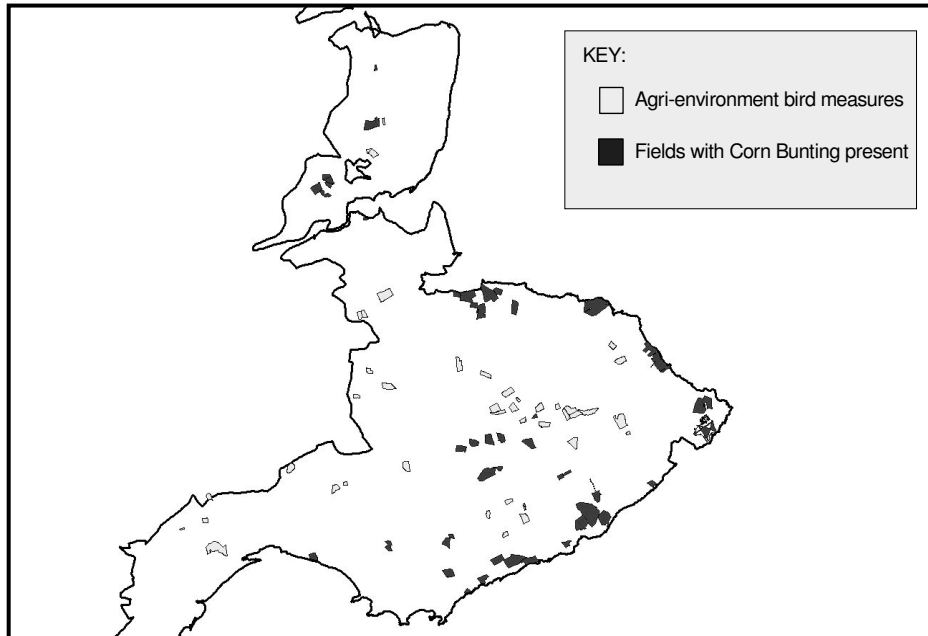 KEY:
Agri-environment bird measures
Fields with Corn Bunting present